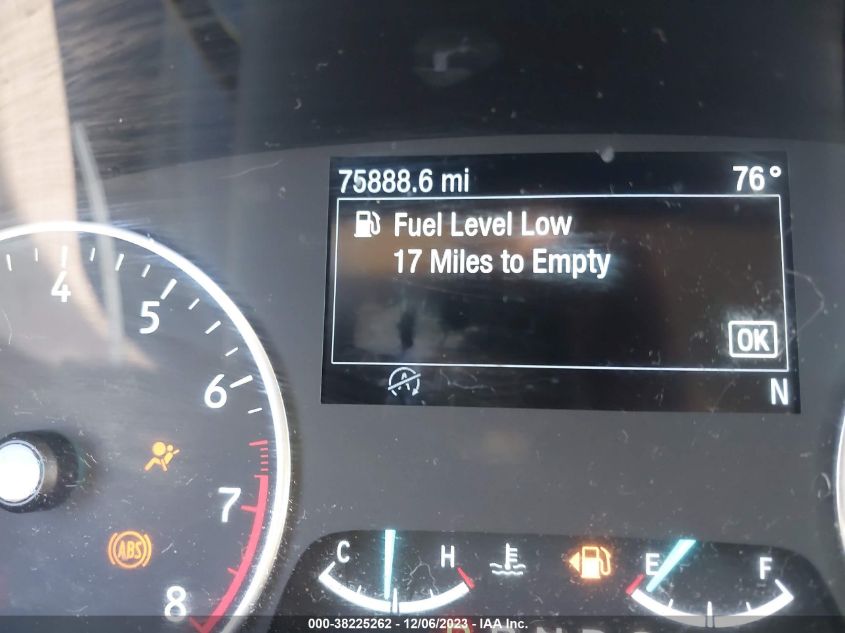 75888.6 mi 76°
Fuel Level Low
17 Miles to Empty
OK
A
N
4
5
6
7
8
ABS
C H
E F
000-38225262 - 12/06/2023 - IAA Inc.